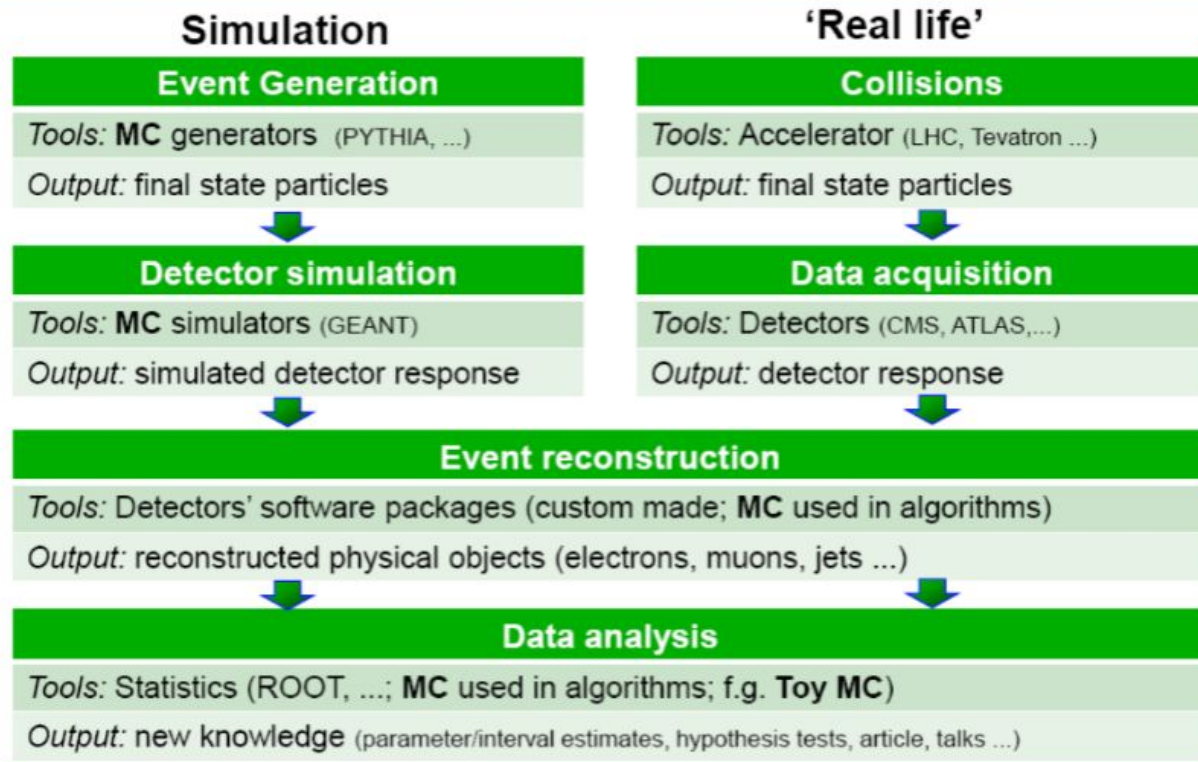 Simulation
'Real life'
Event Generation
Tools: MC generators (PYTHIA, ...)
Output: final state particles
Collisions
Tools: Accelerator (LHC, Tevatron ...)
Output: final state particles
Detector simulation
Tools: MC simulators (GEANT)
Output: simulated detector response
Data acquisition
Tools: Detectors (CMS, ATLAS,...)
Output: detector response
Event reconstruction
Tools: Detectors' software packages (custom made; MC used in algorithms)
Output: reconstructed physical objects (electrons, muons, jets ...)
Data analysis
Tools: Statistics (ROOT, ...; MC used in algorithms; f.g. Toy MC)
Output: new knowledge (parameter/interval estimates, hypothesis tests, article, talks ...)